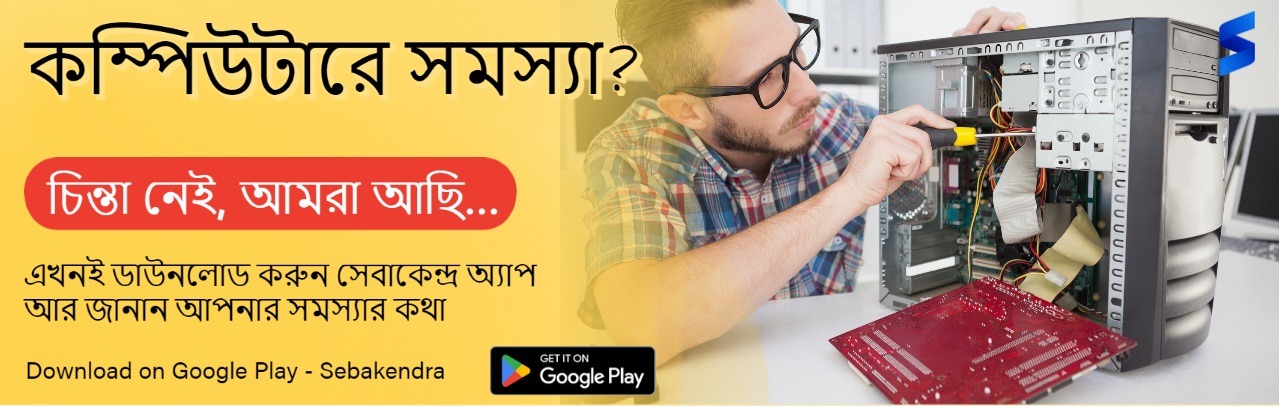 কম্পিউটারে সমস্যা?
চিন্তা নেই, আমরা আছি...
এখনই ডাউনলোড করুন সেবাকেন্দ্র অ্যাপ
আর জানান আপনার সমস্যার কথা
Download on Google Play - Sebakendra
GET IT ON
Google Play